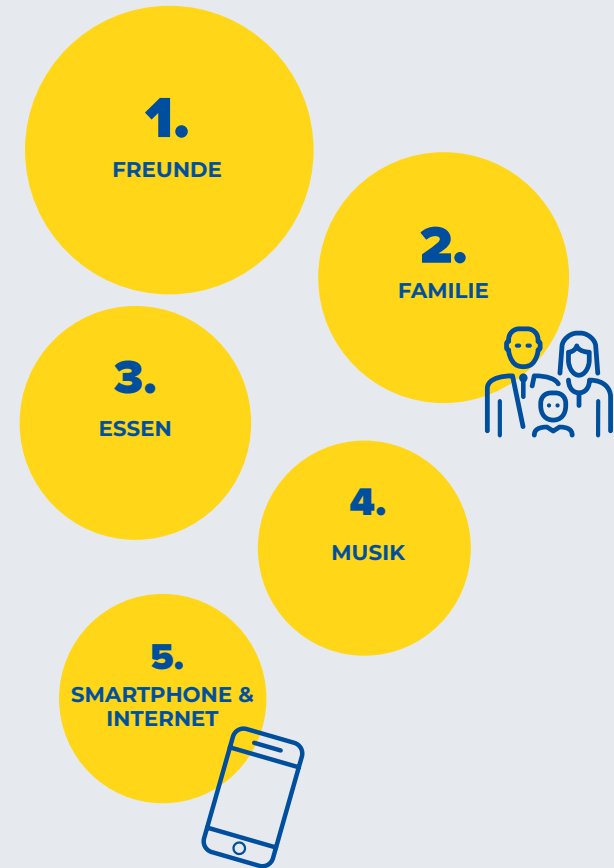 1.
FREUNDE
2.
FAMILIE
3.
ESSEN
4.
MUSIK
5.
SMARTPHONE &
INTERNET